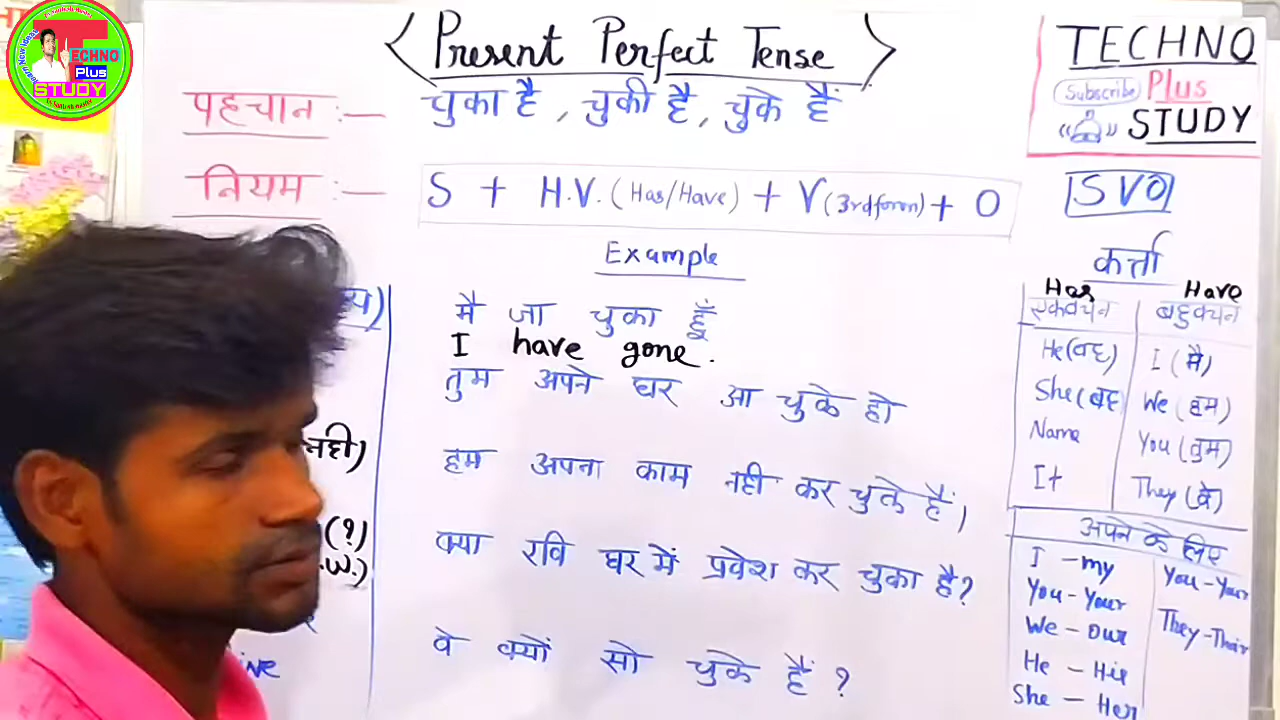 TECHNO
Plus
STUDY
< Present Perfect Tense >
पहचान :— चुका है, चुकी है, चुके हैं
नियम :— S + H.V. (Has/Have) + V (3rd form) + O
Example
मै जा चुका हूँ
I have gone.
तुम अपने घर आ चुके हो
हम अपना काम नही कर चुके हैं।
क्या रवि घर में प्रवेश कर चुका है?
वे क्यों सो चुके हैं ?
नही)
(?)
.W.)
TECHNO
Subscribe Plus
STUDY
SVO
कर्त्ता
Has Have
एकवचन बहुवचन
He(वह) I (मै)
She(वह We (हम)
Name You (तुम)
It They (वे)
अपने के लिए
I - my You - Your
You - Your They - Their
We - Our
He - His
She - Her